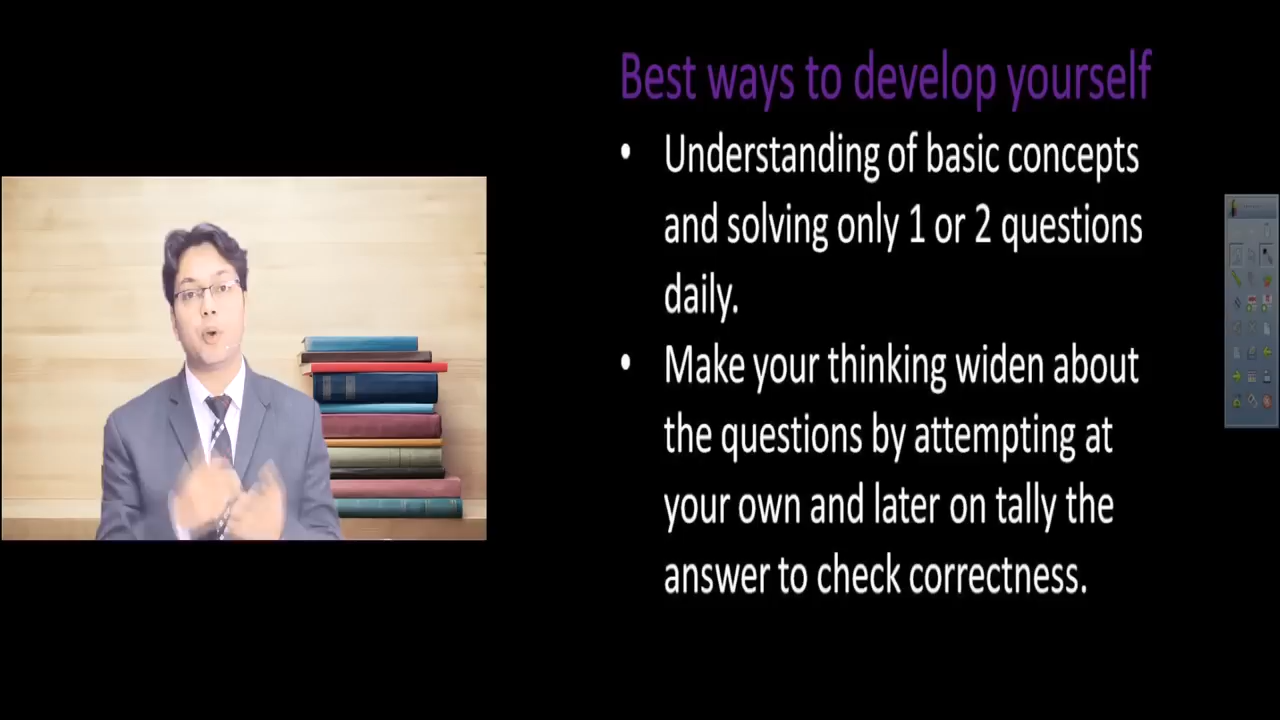 Best ways to develop yourself
• Understanding of basic concepts
and solving only 1 or 2 questions
daily.
• Make your thinking widen about
the questions by attempting at
your own and later on tally the
answer to check correctness.